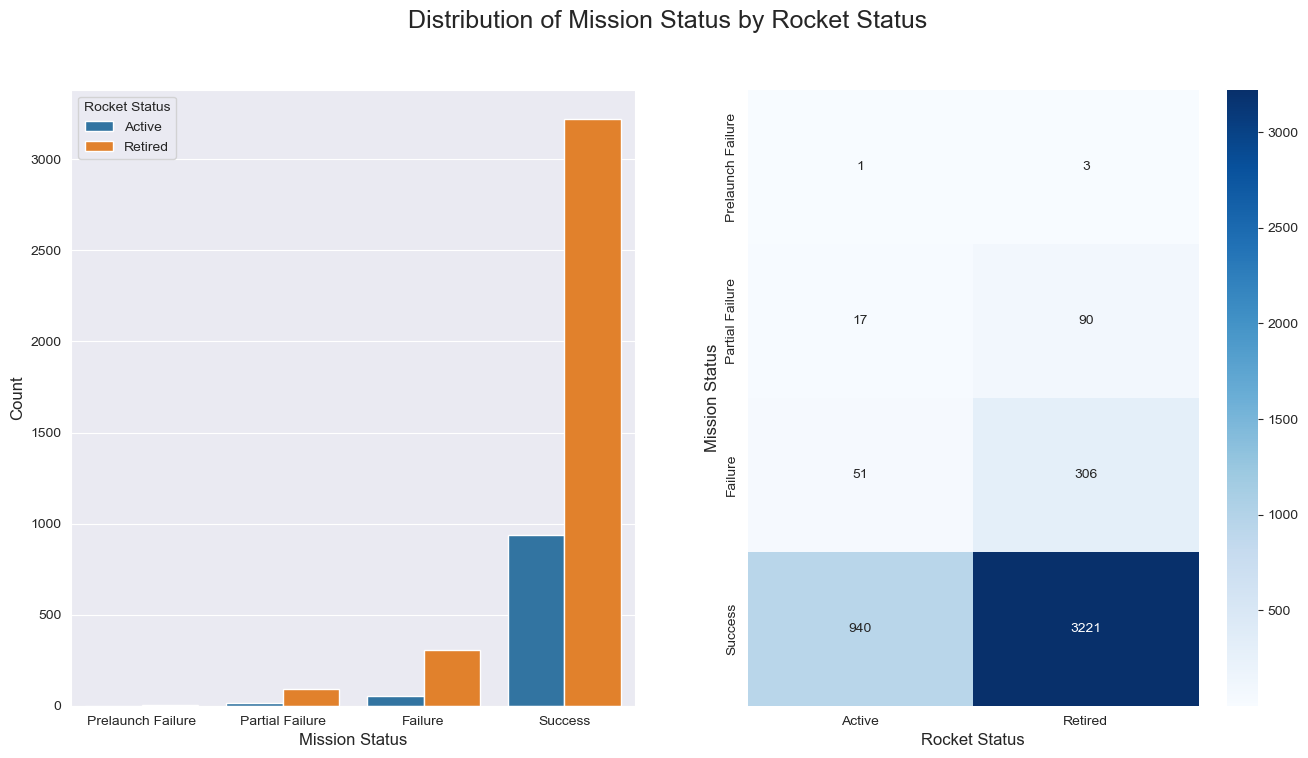 Distribution of Mission Status by Rocket Status
Rocket Status
Active
Retired
3000
2500
2000
1500
1000
500
0
Count
Prelaunch Failure
Partial Failure
Failure
Success
Mission Status
Mission Status
Prelaunch Failure
1
3
Partial Failure
17
90
Failure
51
306
Success
940
3221
Active
Retired
Rocket Status
3000
2500
2000
1500
1000
500